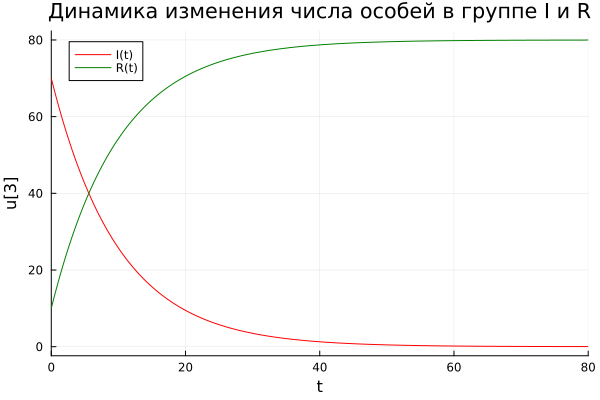 Динамика изменения числа особей в группе I и R
I(t)
R(t)
80
60
40
20
0
u[3]
0 20 40 60 80
t